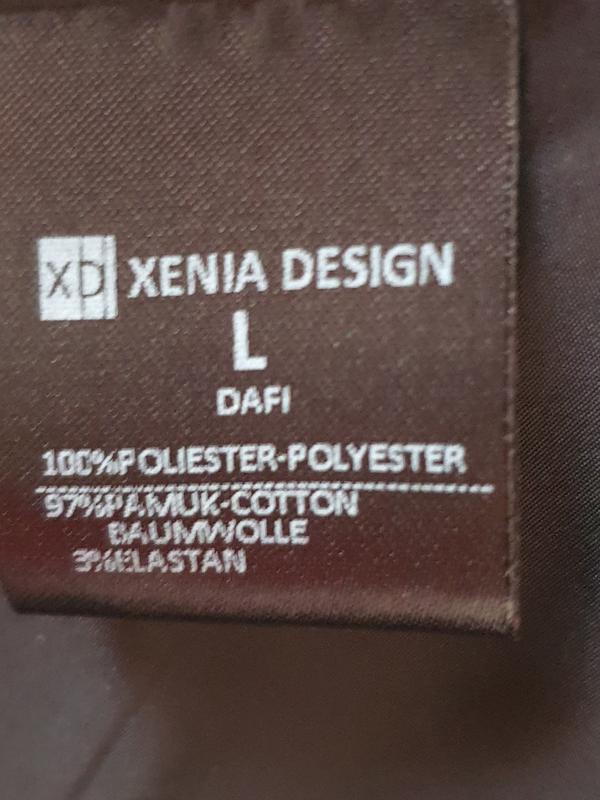 XD XENIA DESIGN
L
DAFI
100%POLIESTER-POLYESTER
97%PAMUK-COTTON
BAUMWOLLE
3%ELASTAN